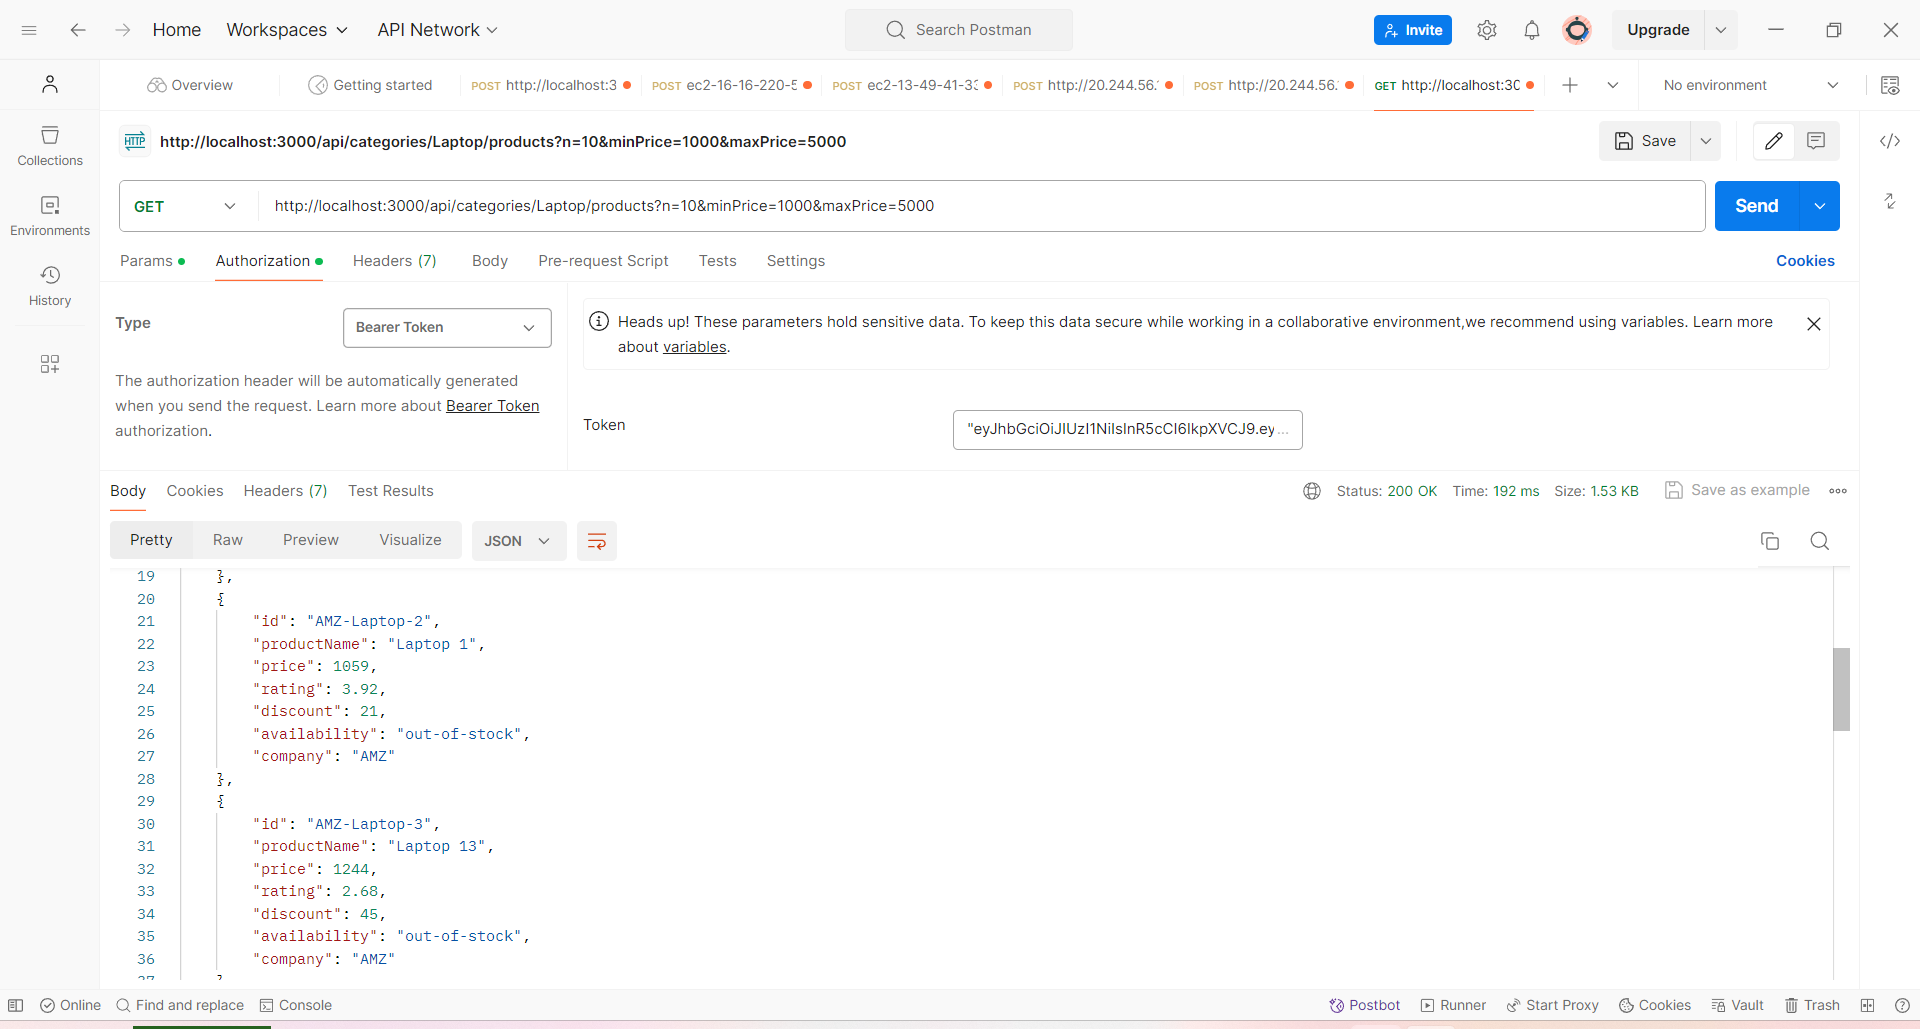 Home Workspaces API Network Search Postman Invite Upgrade
Overview Getting started POST http://localhost:3 POST ec2-16-16-220-5 POST ec2-13-49-41-33 POST http://20.244.56. POST http://20.244.56. GET http://localhost:30 No environment
HTTP http://localhost:3000/api/categories/Laptop/products?n=10&minPrice=1000&maxPrice=5000 Save
Collections
Environments
History
GET http://localhost:3000/api/categories/Laptop/products?n=10&minPrice=1000&maxPrice=5000 Send
Params Authorization Headers (7) Body Pre-request Script Tests Settings Cookies
Type Bearer Token
The authorization header will be automatically generated
when you send the request. Learn more about Bearer Token
authorization.
Heads up! These parameters hold sensitive data. To keep this data secure while working in a collaborative environment,we recommend using variables. Learn more
about variables.
Token "eyJhbGciOiJIUzI1NiIsInR5cCI6IkpXVCJ9.ey...
Body Cookies Headers (7) Test Results Status: 200 OK Time: 192 ms Size: 1.53 KB Save as example
Pretty Raw Preview Visualize JSON
19 },
20 {
21 "id": "AMZ-Laptop-2",
22 "productName": "Laptop 1",
23 "price": 1059,
24 "rating": 3.92,
25 "discount": 21,
26 "availability": "out-of-stock",
27 "company": "AMZ"
28 },
29 {
30 "id": "AMZ-Laptop-3",
31 "productName": "Laptop 13",
32 "price": 1244,
33 "rating": 2.68,
34 "discount": 45,
35 "availability": "out-of-stock",
36 "company": "AMZ"
Online Find and replace Console Postbot Runner Start Proxy Cookies Vault Trash